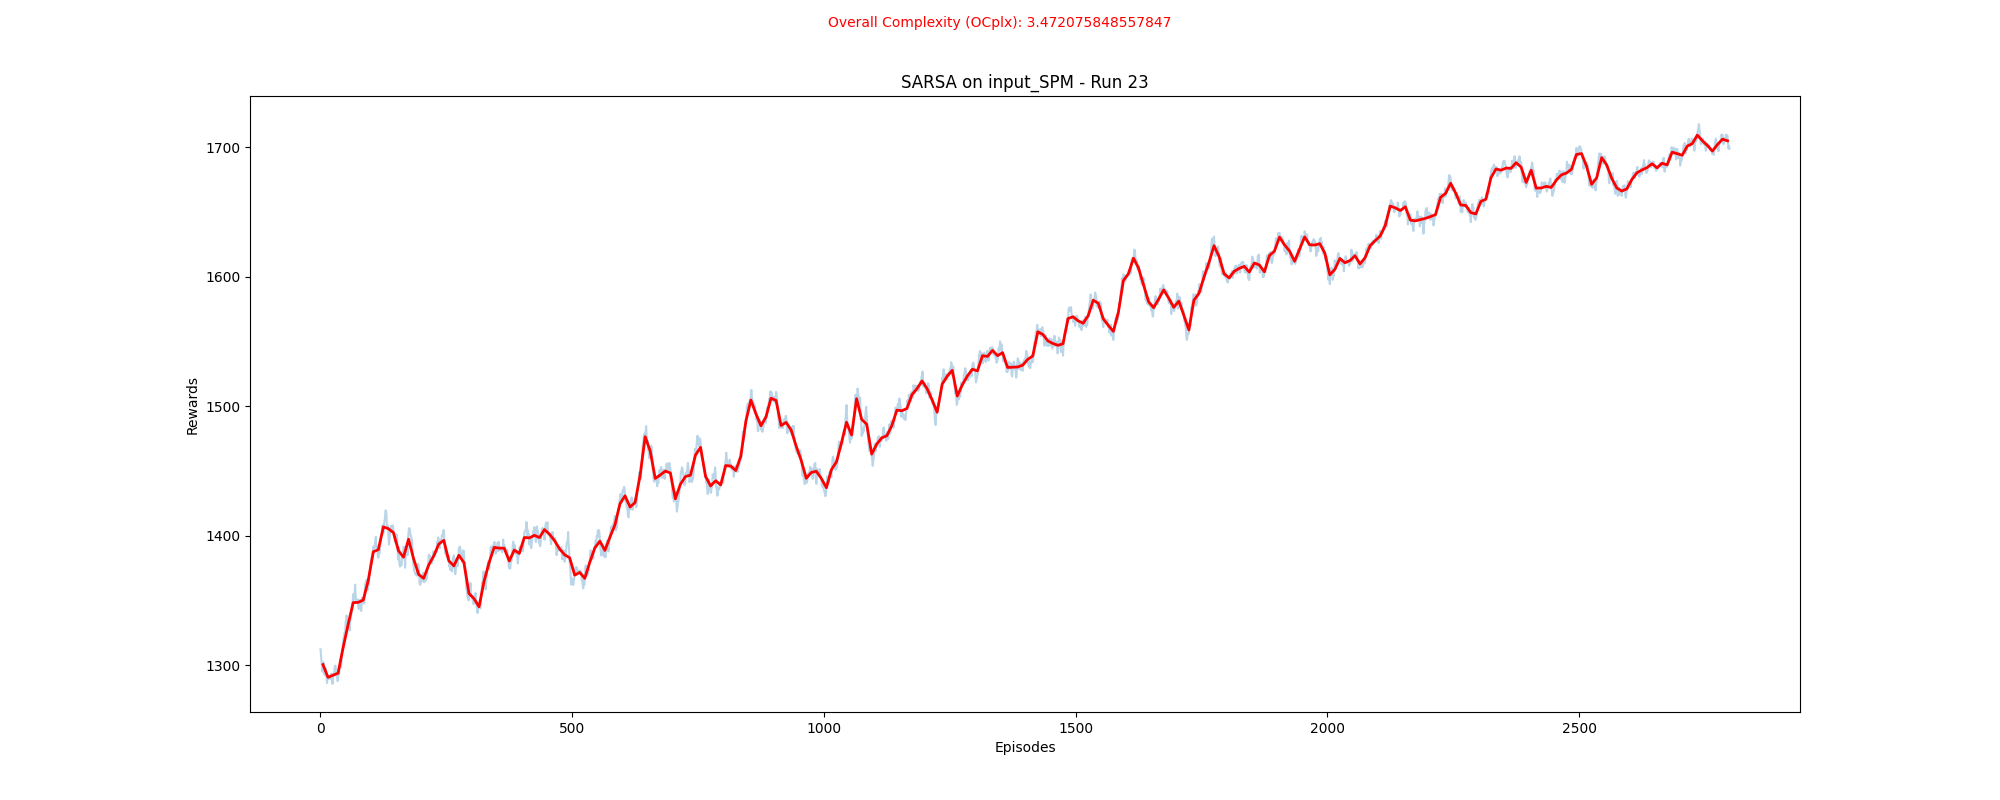 Overall Complexity (OCplx): 3.472075848557847
SARSA on input_SPM - Run 23
1700
1600
1500
1400
1300
Rewards
0 500 1000 1500 2000 2500
Episodes